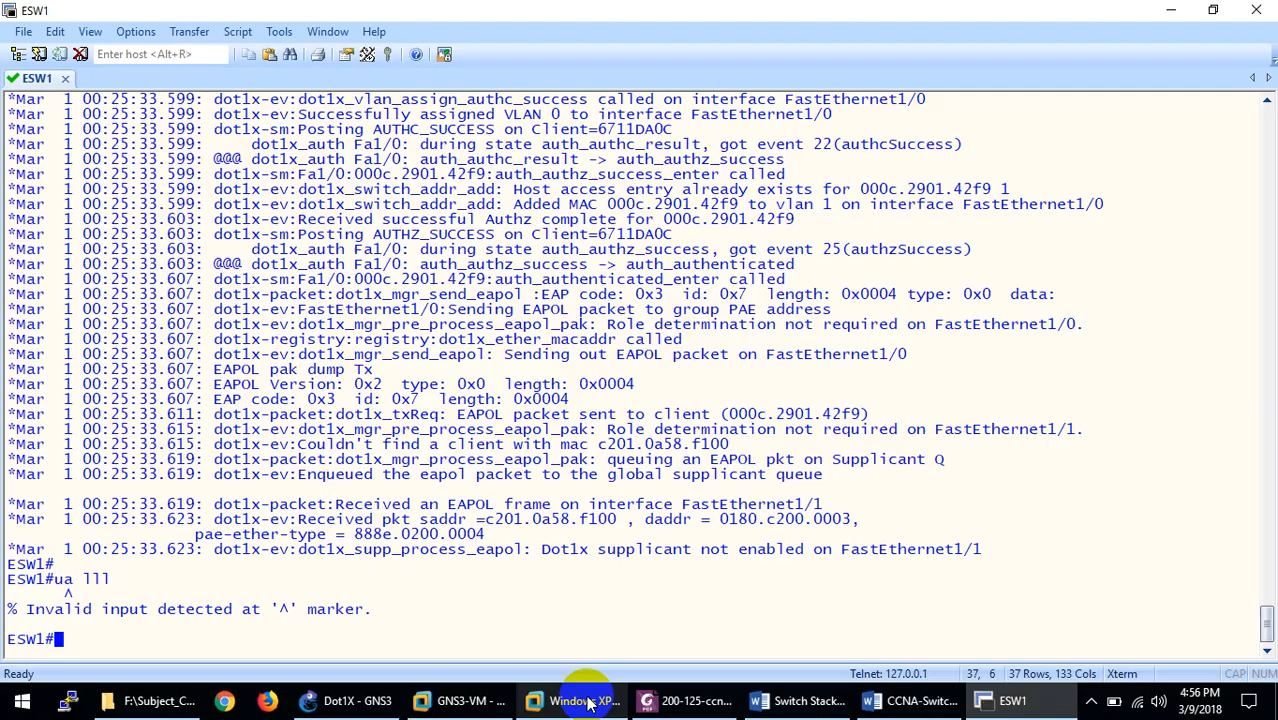 ESW1
File Edit View Options Transfer Script Tools Window Help
Enter host <Alt+R>
ESW1
*Mar 1 00:25:33.599: dot1x-ev:dot1x_vlan_assign_authc_success called on interface FastEthernet1/0
*Mar 1 00:25:33.599: dot1x-ev:Successfully assigned VLAN 0 to interface FastEthernet1/0
*Mar 1 00:25:33.599: dot1x-sm:Posting AUTHC_SUCCESS on Client=6711DA0C
*Mar 1 00:25:33.599: dot1x_auth Fa1/0: during state auth_authc_result, got event 22(authcSuccess)
*Mar 1 00:25:33.599: @@@ dot1x_auth Fa1/0: auth_authc_result -> auth_authz_success
*Mar 1 00:25:33.599: dot1x-sm:Fa1/0:000c.2901.42f9:auth_authz_success_enter called
*Mar 1 00:25:33.599: dot1x-ev:dot1x_switch_addr_add: Host access entry already exists for 000c.2901.42f9 1
*Mar 1 00:25:33.599: dot1x-ev:dot1x_switch_addr_add: Added MAC 000c.2901.42f9 to vlan 1 on interface FastEthernet1/0
*Mar 1 00:25:33.603: dot1x-ev:Received successful Authz complete for 000c.2901.42f9
*Mar 1 00:25:33.603: dot1x-sm:Posting AUTHZ_SUCCESS on Client=6711DA0C
*Mar 1 00:25:33.603: dot1x_auth Fa1/0: during state auth_authz_success, got event 25(authzSuccess)
*Mar 1 00:25:33.603: @@@ dot1x_auth Fa1/0: auth_authz_success -> auth_authenticated
*Mar 1 00:25:33.607: dot1x-sm:Fa1/0:000c.2901.42f9:auth_authenticated_enter called
*Mar 1 00:25:33.607: dot1x-packet:dot1x_mgr_send_eapol :EAP code: 0x3 id: 0x7 length: 0x0004 type: 0x0 data:
*Mar 1 00:25:33.607: dot1x-ev:FastEthernet1/0:Sending EAPOL packet to group PAE address
*Mar 1 00:25:33.607: dot1x-ev:dot1x_mgr_pre_process_eapol_pak: Role determination not required on FastEthernet1/0.
*Mar 1 00:25:33.607: dot1x-registry:registry:dot1x_ether_macaddr called
*Mar 1 00:25:33.607: dot1x-ev:dot1x_mgr_send_eapol: Sending out EAPOL packet on FastEthernet1/0
*Mar 1 00:25:33.607: EAPOL pak dump Tx
*Mar 1 00:25:33.607: EAPOL Version: 0x2 type: 0x0 length: 0x0004
*Mar 1 00:25:33.607: EAP code: 0x3 id: 0x7 length: 0x0004
*Mar 1 00:25:33.611: dot1x-packet:dot1x_txReq: EAPOL packet sent to client (000c.2901.42f9)
*Mar 1 00:25:33.615: dot1x-ev:dot1x_mgr_pre_process_eapol_pak: Role determination not required on FastEthernet1/1.
*Mar 1 00:25:33.615: dot1x-ev:Couldn't find a client with mac c201.0a58.f100
*Mar 1 00:25:33.619: dot1x-packet:dot1x_mgr_process_eapol_pak: queuing an EAPOL pkt on Supplicant Q
*Mar 1 00:25:33.619: dot1x-ev:Enqueued the eapol packet to the global supplicant queue
*Mar 1 00:25:33.619: dot1x-packet:Received an EAPOL frame on interface FastEthernet1/1
*Mar 1 00:25:33.623: dot1x-ev:Received pkt saddr =c201.0a58.f100 , daddr = 0180.c200.0003,
pae-ether-type = 888e.0200.0004
*Mar 1 00:25:33.623: dot1x-ev:dot1x_supp_process_eapol: Dot1x supplicant not enabled on FastEthernet1/1
ESW1#
ESW1#ua lll
^
% Invalid input detected at '^' marker.
ESW1#
Ready Telnet: 127.0.0.1 37, 6 37 Rows, 133 Cols Xterm CAP NUM
F:\Subject_C... Dot1X - GNS3 GNS3-VM - ... Windows XP... 200-125-ccn... Switch Stack... CCNA-Switc... ESW1 4:56 PM
3/9/2018